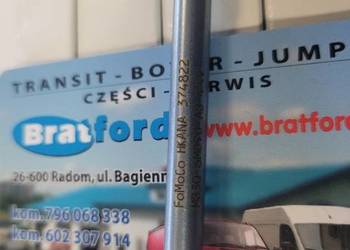 TRANSIT - BO R - JUMP
CZĘŚCI - RWIS
Bratford
www.bratford
26-600 Radom, ul. Bagienn
kom. 796 068 338
kom. 602 307 914
FoMoCo HKANA 374822